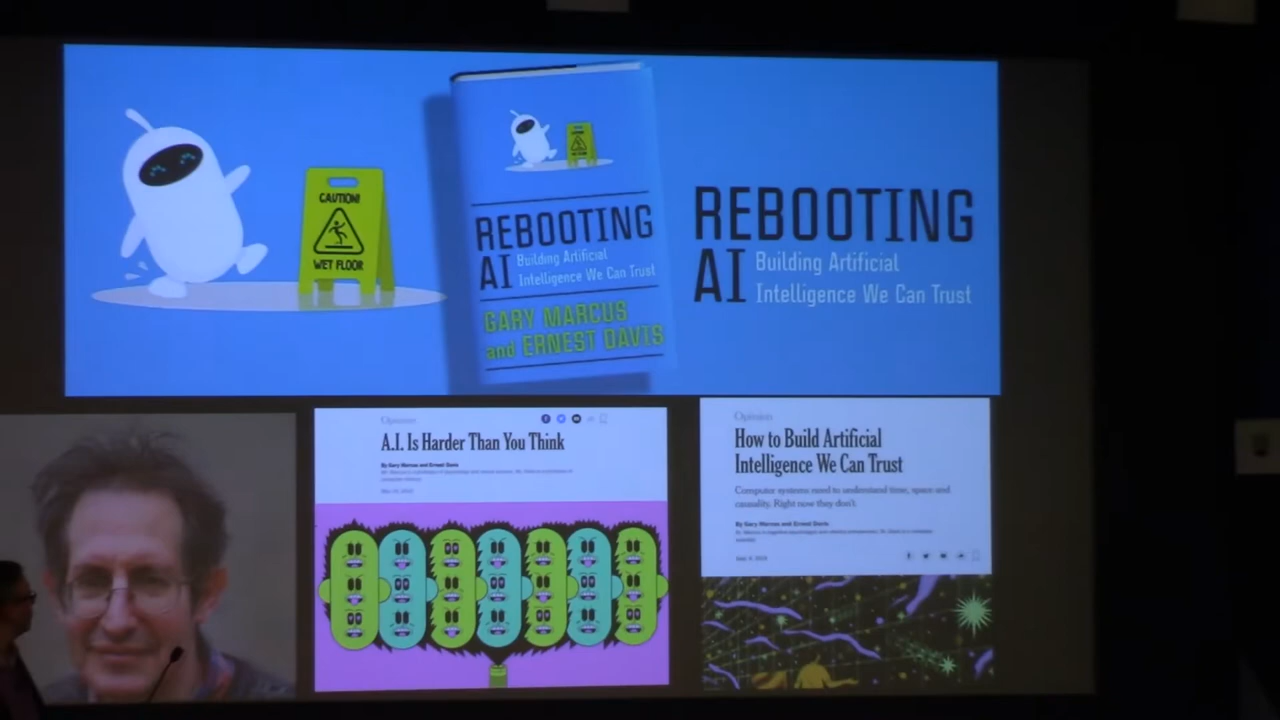 CAUTION!
WET FLOOR
REBOOTING
AI Building Artificial
Intelligence We Can Trust
GARY MARCUS
and ERNEST DAVIS
REBOOTING
AI Building Artificial
Intelligence We Can Trust
Opinion
A.I. Is Harder Than You Think
By Gary Marcus and Ernest Davis
Opinion
How to Build Artificial
Intelligence We Can Trust
Computer systems need to understand time, space and
causality. Right now they don't.
By Gary Marcus and Ernest Davis